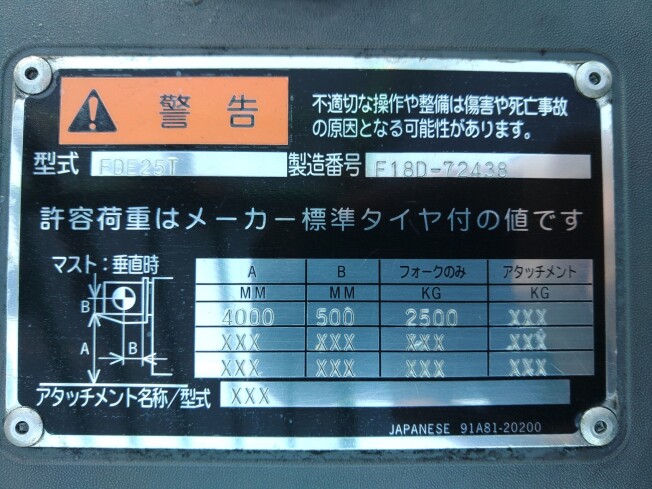 警告
不適切な操作や整備は傷害や死亡事故
の原因となる可能性があります。
型式 FDE25T 製造番号 F18D-72438
許容荷重はメーカー標準タイヤ付の値です
マスト:垂直時
A B フォークのみ アタッチメント
MM MM KG KG
4000 500 2500 XXX
XXX XXX XXX XXX
XXX XXX XXX XXX
B
A
B
アタッチメント名称/型式 XXX
JAPANESE 91A81-20200